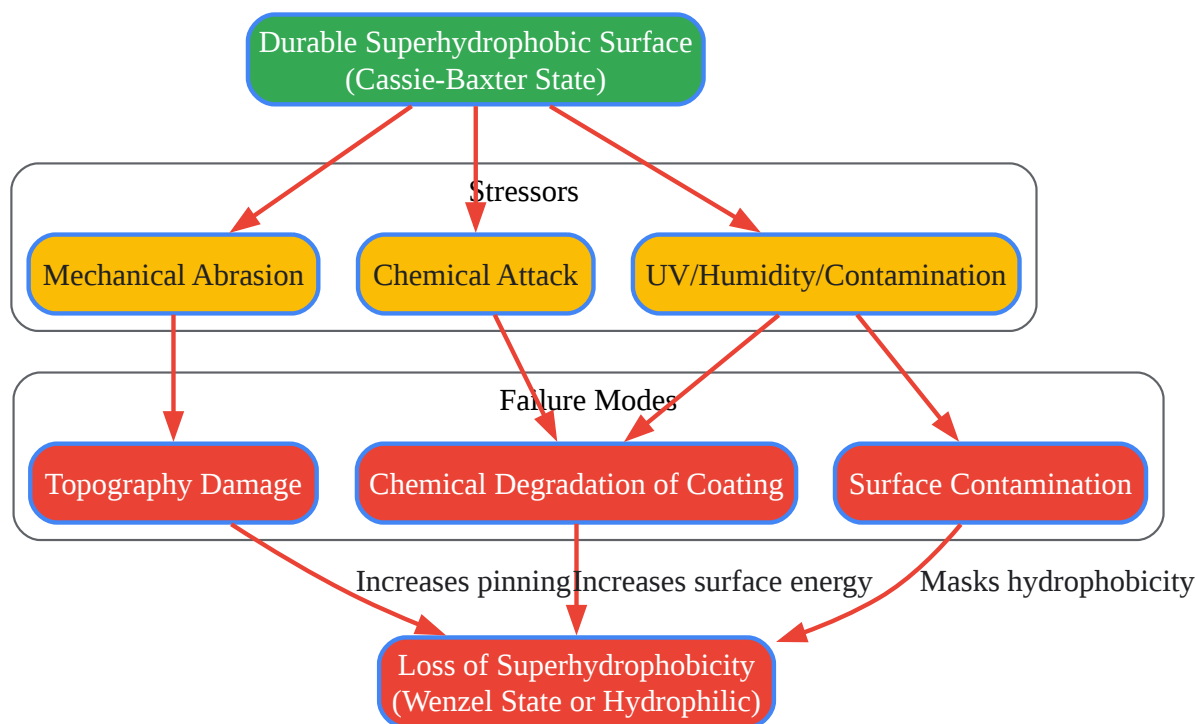 Durable Superhydrophobic Surface
(Cassie-Baxter State)
Stressors
Mechanical Abrasion
Chemical Attack
UV/Humidity/Contamination
Failure Modes
Topography Damage
Chemical Degradation of Coating
Surface Contamination
Increases pinning
Increases surface energy
Masks hydrophobicity
Loss of Superhydrophobicity
(Wenzel State or Hydrophilic)